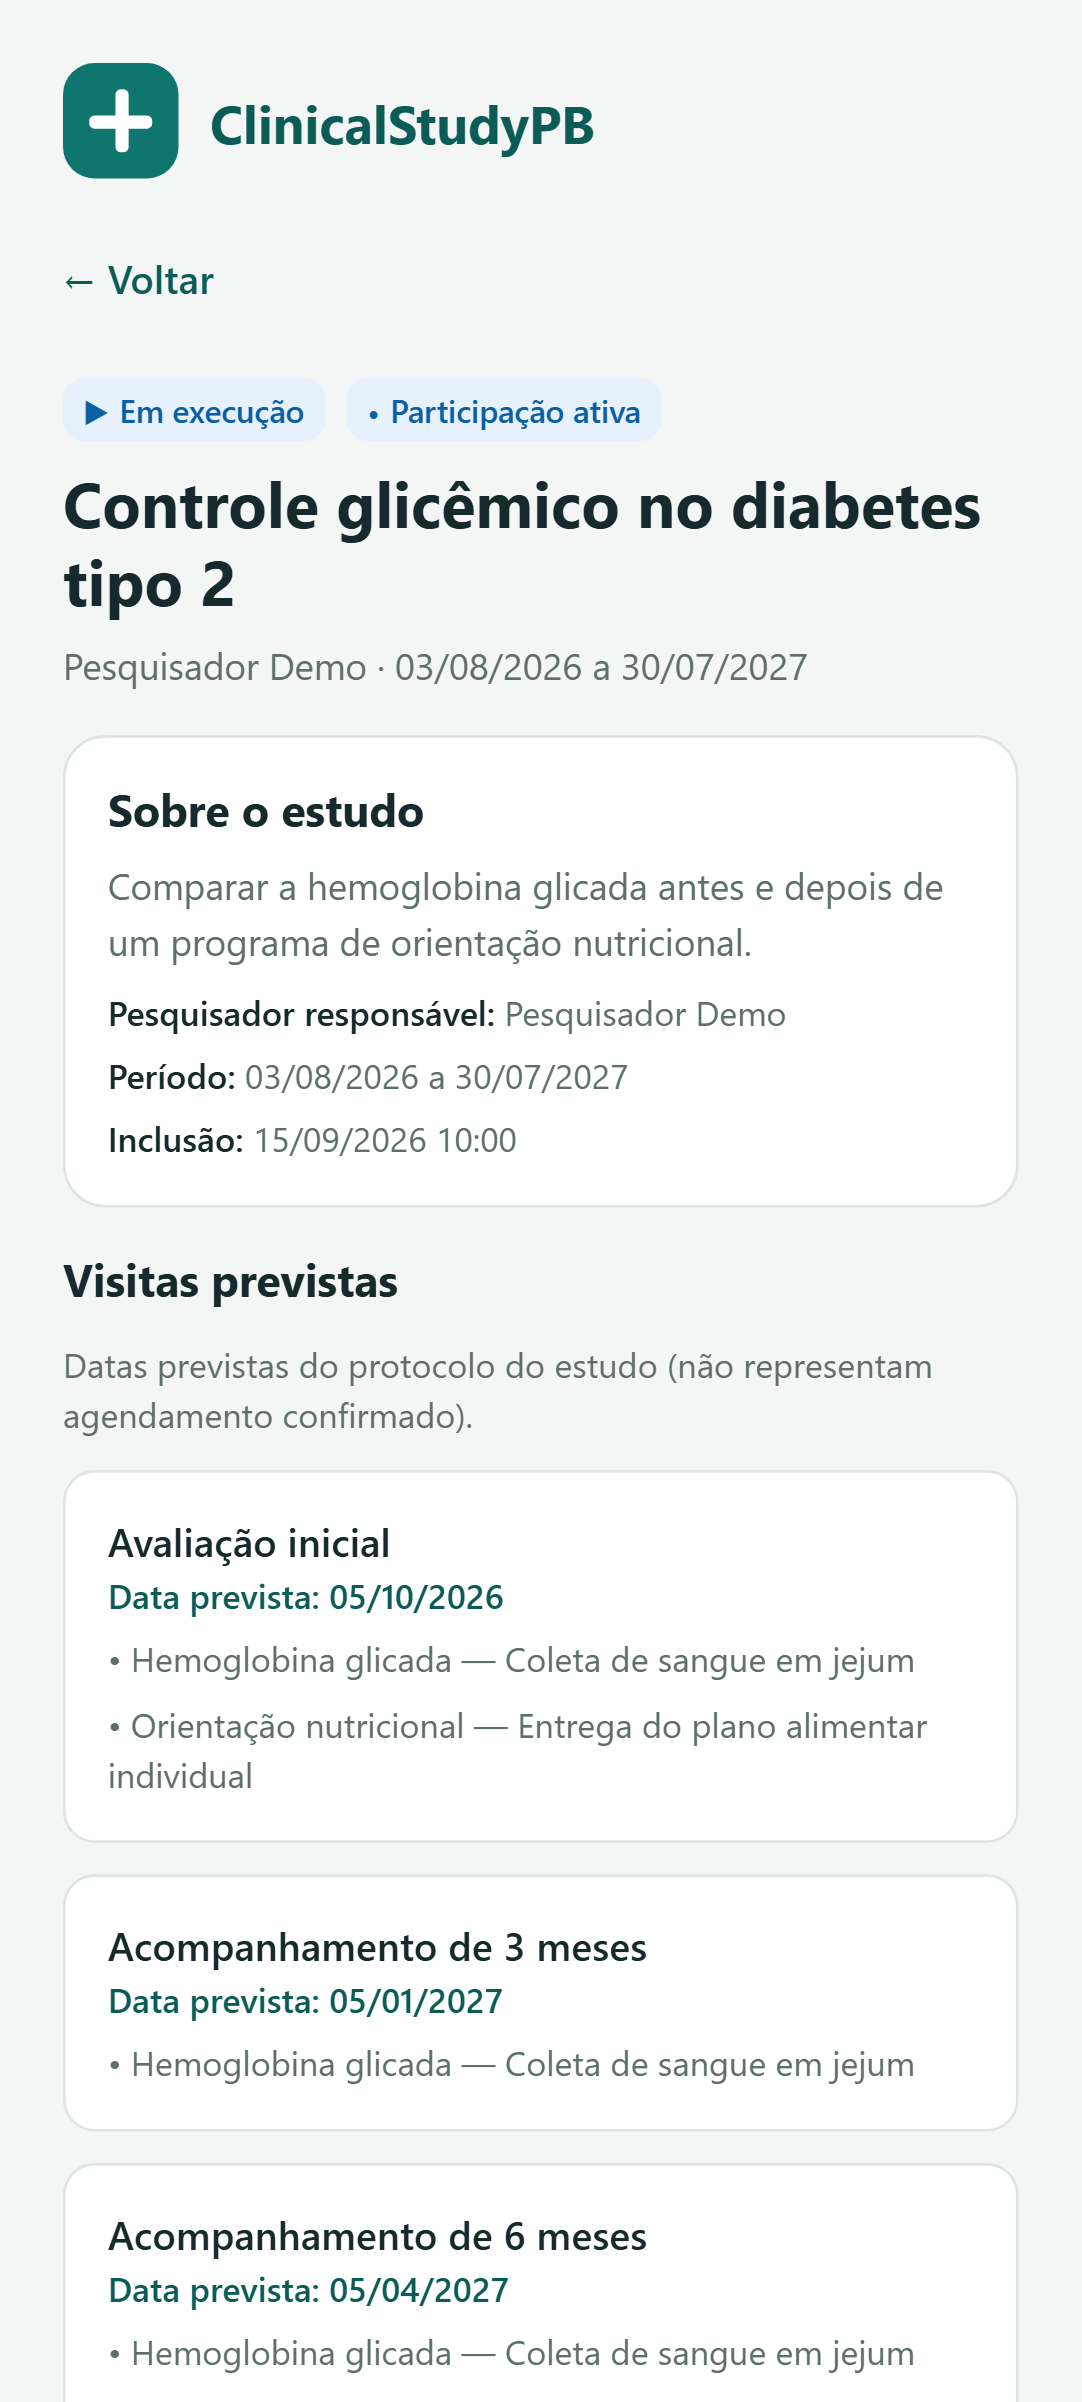 ClinicalStudyPB
← Voltar
▶ Em execução • Participação ativa
Controle glicêmico no diabetes
tipo 2
Pesquisador Demo · 03/08/2026 a 30/07/2027
Sobre o estudo
Comparar a hemoglobina glicada antes e depois de
um programa de orientação nutricional.
Pesquisador responsável: Pesquisador Demo
Período: 03/08/2026 a 30/07/2027
Inclusão: 15/09/2026 10:00
Visitas previstas
Datas previstas do protocolo do estudo (não representam
agendamento confirmado).
Avaliação inicial
Data prevista: 05/10/2026
• Hemoglobina glicada — Coleta de sangue em jejum
• Orientação nutricional — Entrega do plano alimentar
individual
Acompanhamento de 3 meses
Data prevista: 05/01/2027
• Hemoglobina glicada — Coleta de sangue em jejum
Acompanhamento de 6 meses
Data prevista: 05/04/2027
• Hemoglobina glicada — Coleta de sangue em jejum